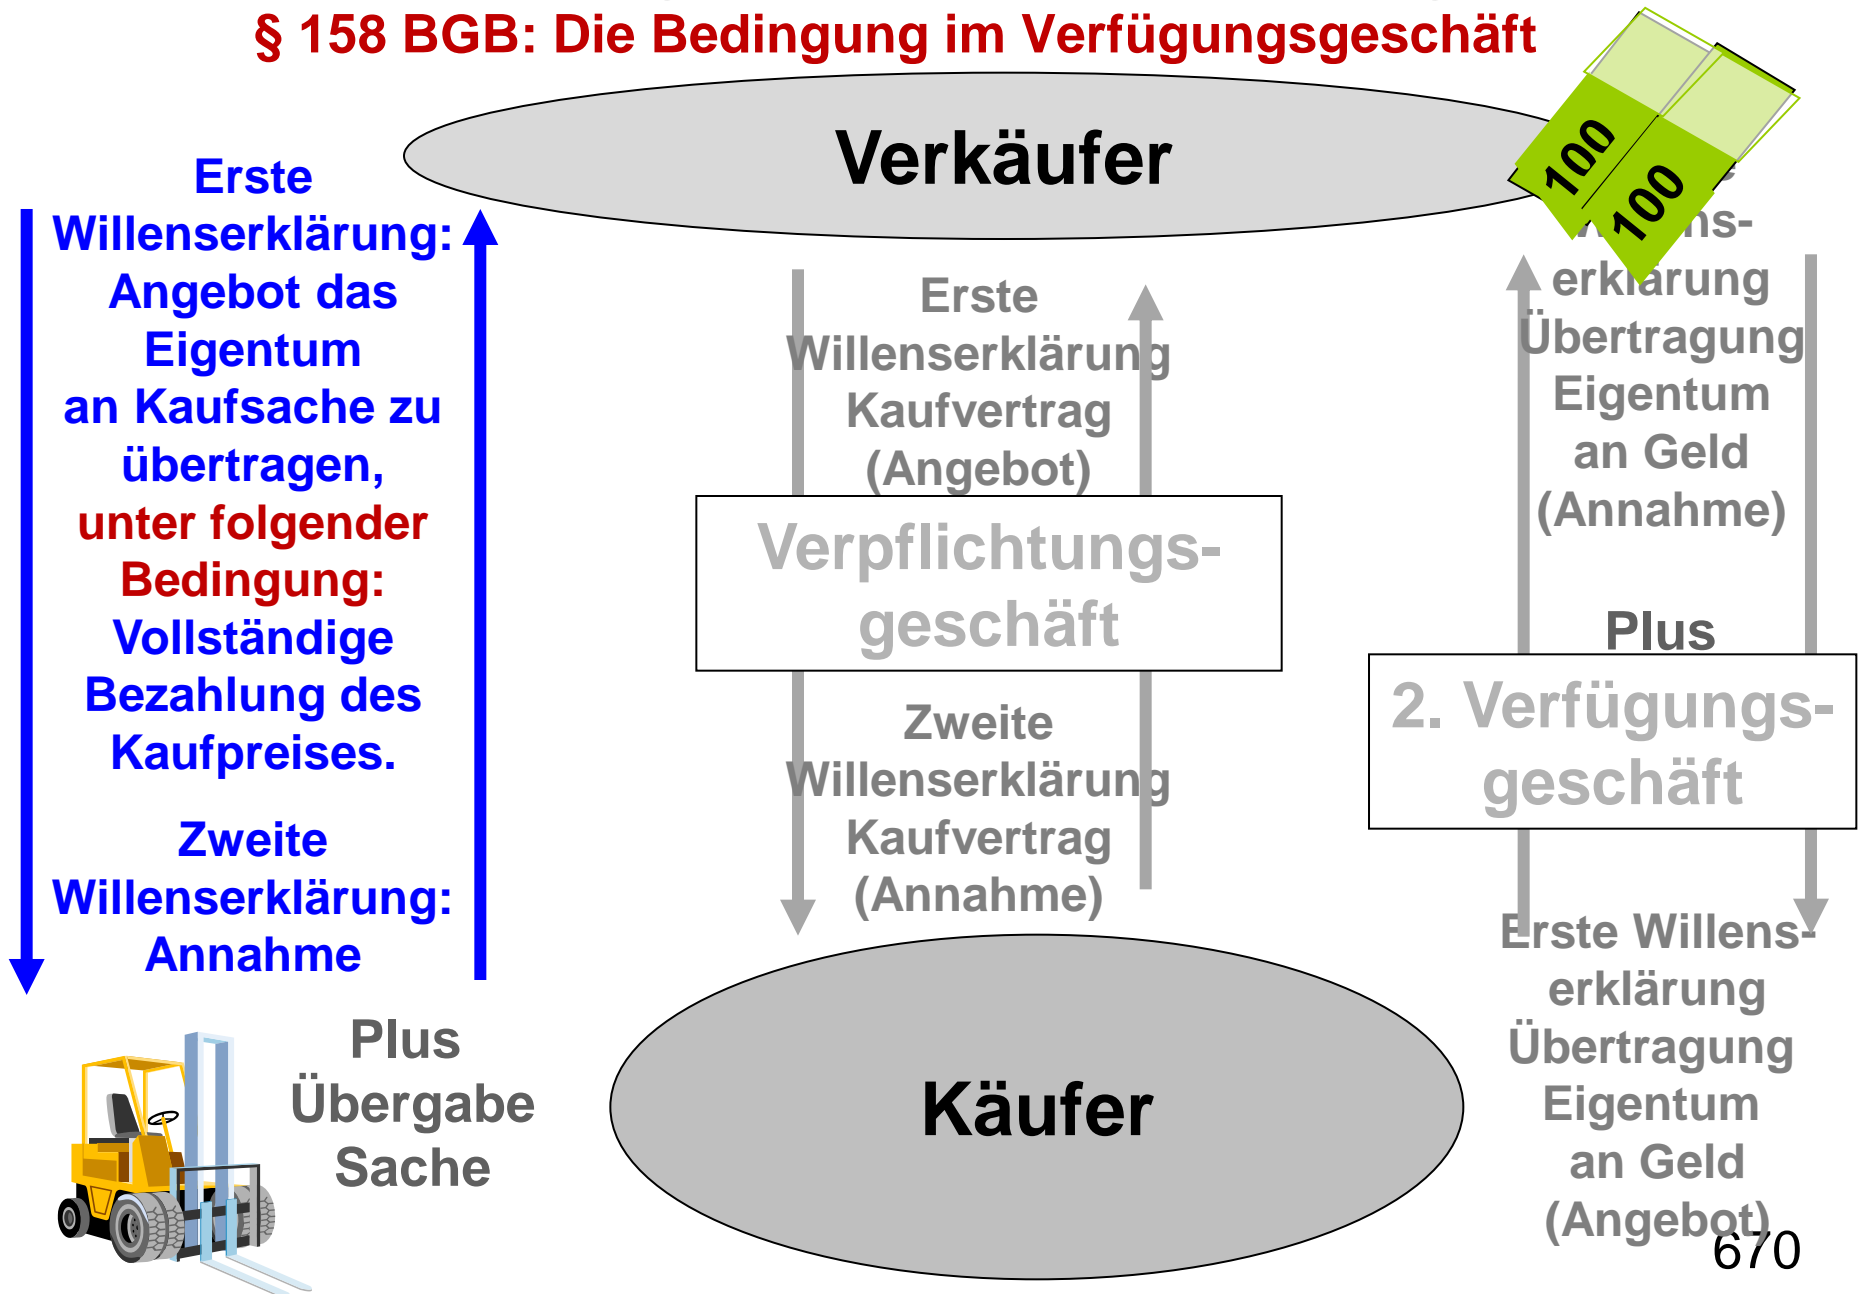 § 158 BGB: Die Bedingung im Verfügungsgeschäft
Verkäufer
100
100
Erste
Willenserklärung:
Angebot das
Eigentum
an Kaufsache zu
übertragen,
unter folgender
Bedingung:
Vollständige
Bezahlung des
Kaufpreises.
Zweite
Willenserklärung:
Annahme
Plus
Übergabe
Sache
Erste
Willenserklärung
Kaufvertrag
(Angebot)
Verpflichtungs-
geschäft
Zweite
Willenserklärung
Kaufvertrag
(Annahme)
Käufer
erklärung
Übertragung
Eigentum
an Geld
(Annahme)
Plus
2. Verfügungs-
geschäft
Erste Willens-
erklärung
Übertragung
Eigentum
an Geld
(Angebot)
670